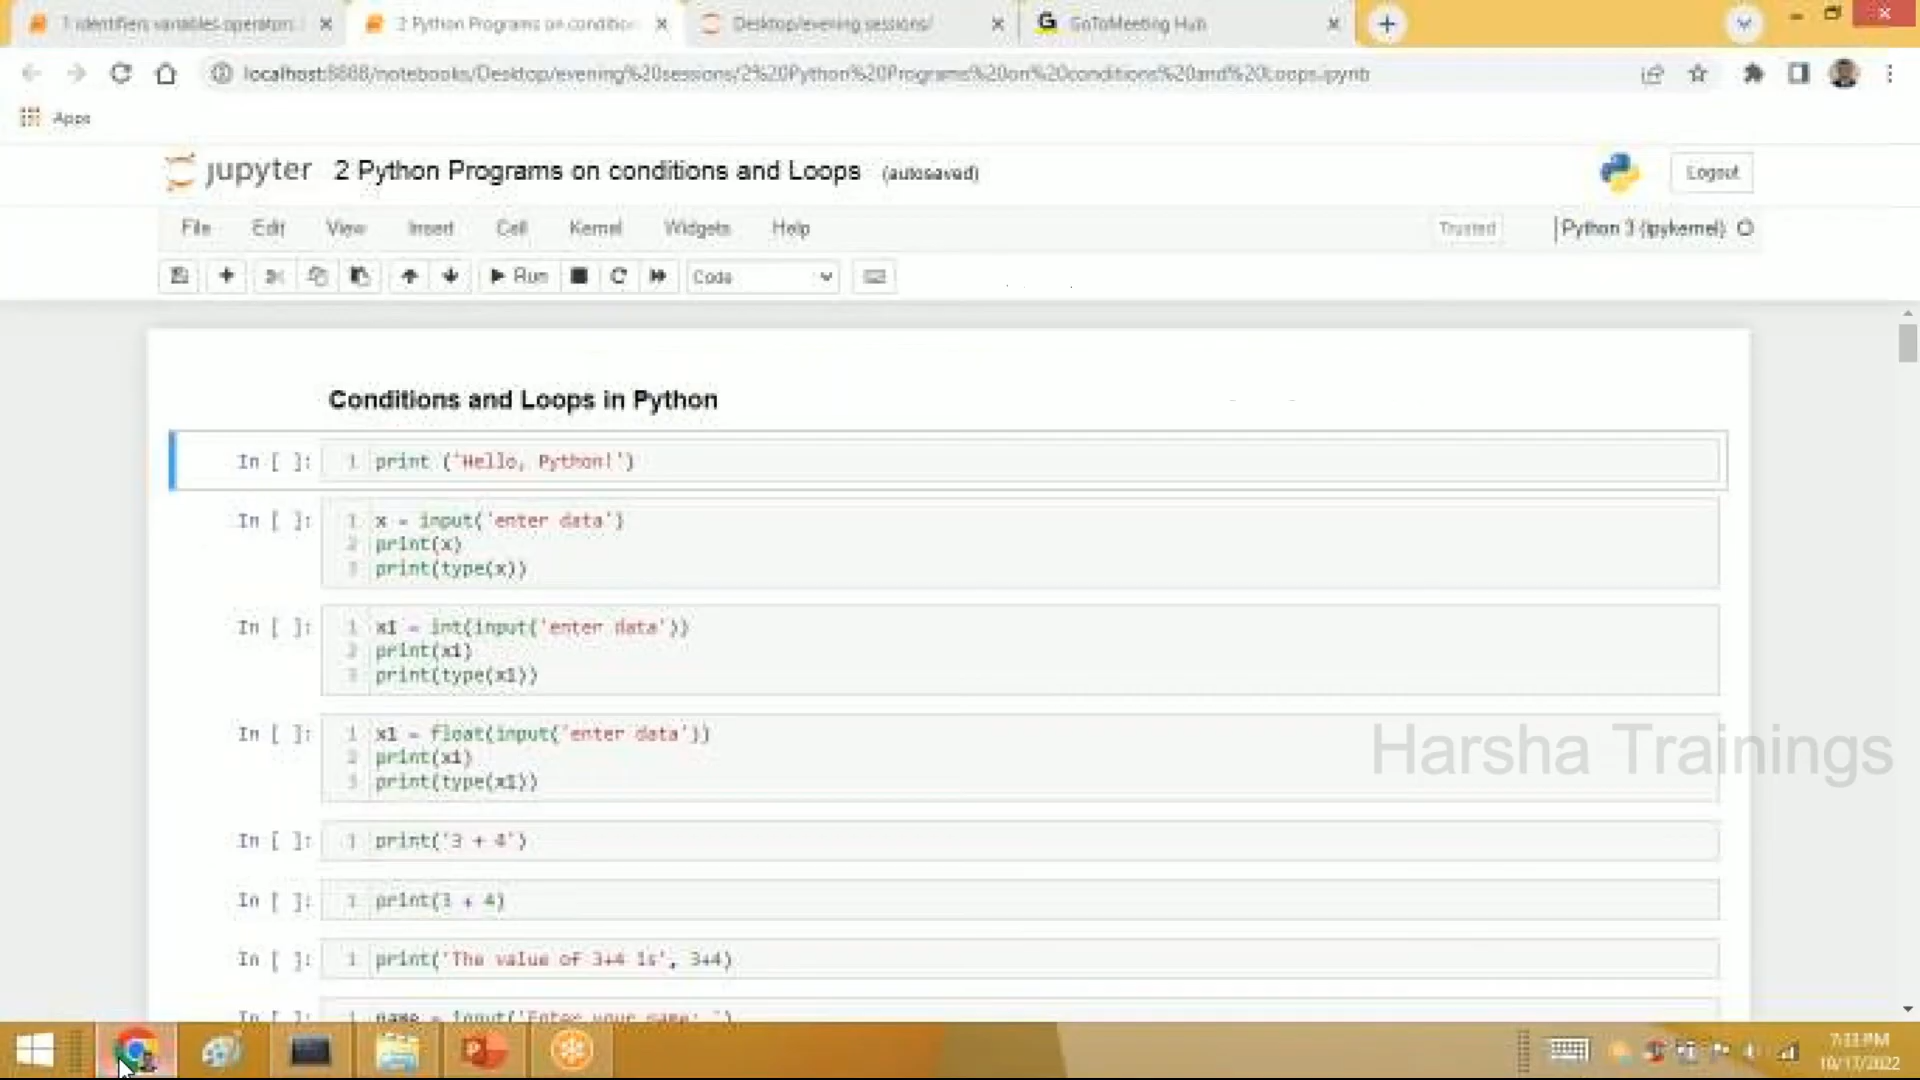 1 identifiers variables operators
2 Python Programs on condition
Desktop/evening sessions/
GoToMeeting Hub
localhost:8888/notebooks/Desktop/evening%20sessions/2%20Python%20Programs%20on%20conditions%20and%20Loops.ipynb
Apps
jupyter 2 Python Programs on conditions and Loops (autosaved)
Logout
File Edit View Insert Cell Kernel Widgets Help
Trusted
Python 3 (ipykernel)
Run
Code
Conditions and Loops in Python
In [ ]: 1 print ('Hello, Python!')
In [ ]: 1 x = input('enter data')
2 print(x)
3 print(type(x))
In [ ]: 1 x1 = int(input('enter data'))
2 print(x1)
3 print(type(x1))
In [ ]: 1 x1 = float(input('enter data'))
2 print(x1)
3 print(type(x1))
Harsha Trainings
In [ ]: 1 print('3 + 4')
In [ ]: 1 print(3 + 4)
In [ ]: 1 print('The value of 3+4 is', 3+4)
In [ ]: 1 name = input('Enter your name: ')
7:33 PM
10/17/2022